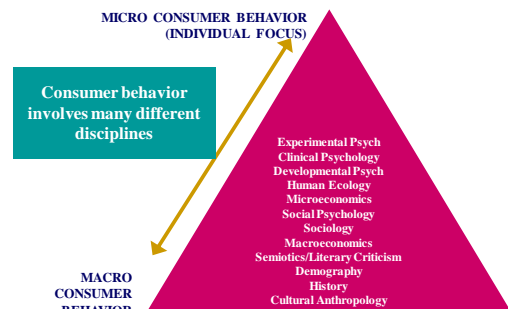 MICRO CONSUMER BEHAVIOR
(INDIVIDUAL FOCUS)
Consumer behavior
involves many different
disciplines
Experimental Psych
Clinical Psychology
Developmental Psych
Human Ecology
Microeconomics
Social Psychology
Sociology
Macroeconomics
Semiotics/Literary Criticism
Demography
History
Cultural Anthropology
MACRO
CONSUMER
BEHAVIOR